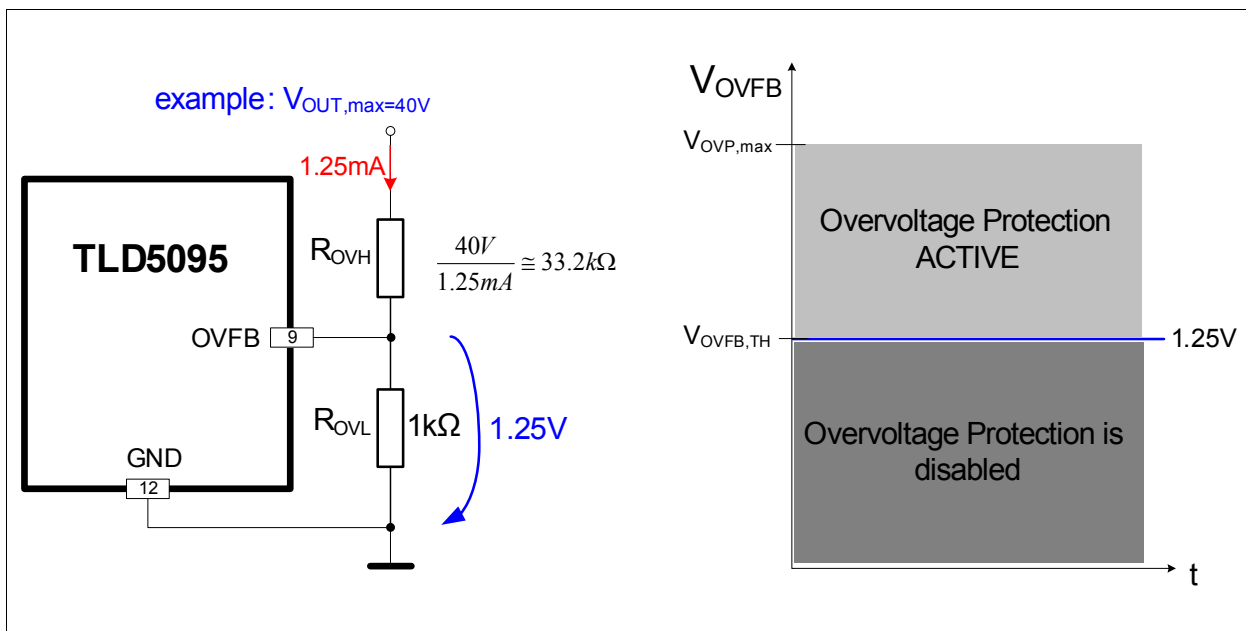 example: VOUT,max=40V
1.25mA
TLD5095
ROVH
40V
1.25mA
≅ 33.2kΩ
OVFB
9
ROVL
1kΩ
1.25V
GND
12
VOVFB
VOVP,max
Overvoltage Protection
ACTIVE
VOVFB,TH
1.25V
Overvoltage Protection is
disabled
t